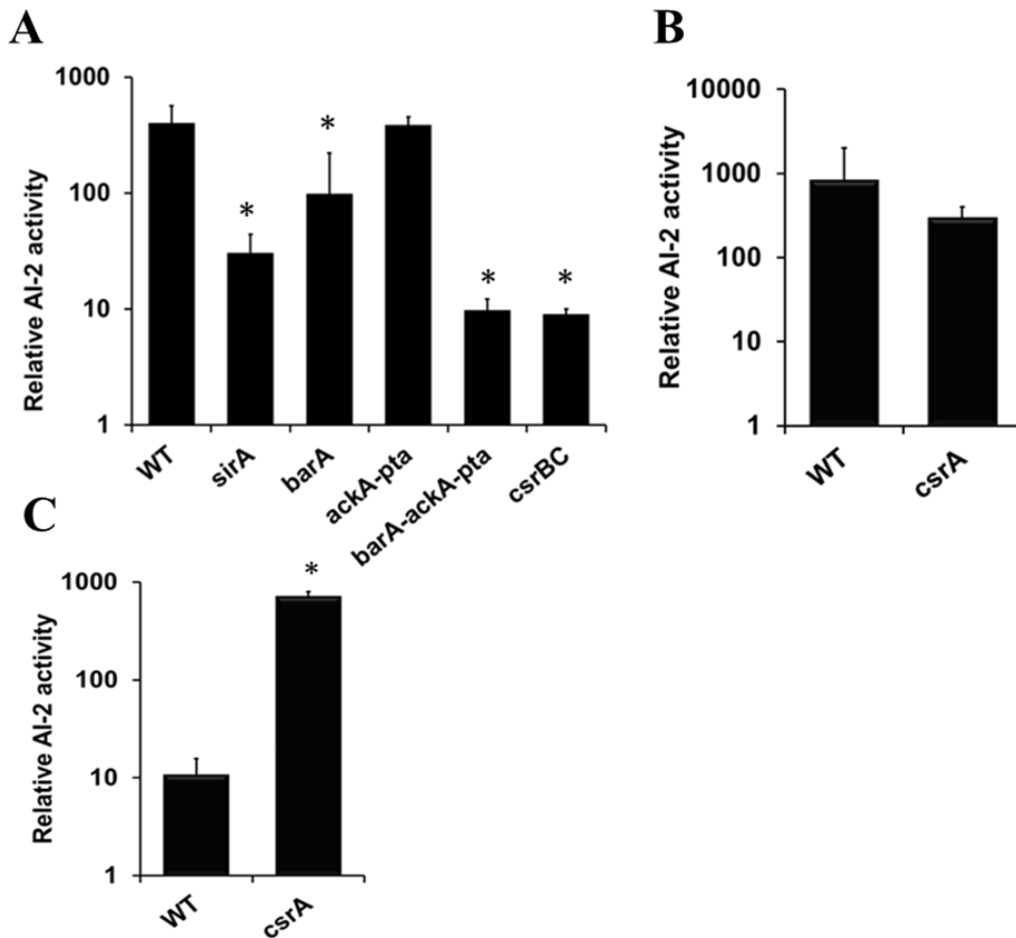 A
Relative AI-2 activity
1000
100
10
1
*
*
*
*
WT
sirA
barA
ackA-pta
barA-ackA-pta
csrBC
B
Relative AI-2 activity
10000
1000
100
10
1
WT
csrA
C
Relative AI-2 activity
1000
100
10
1
*
WT
csrA